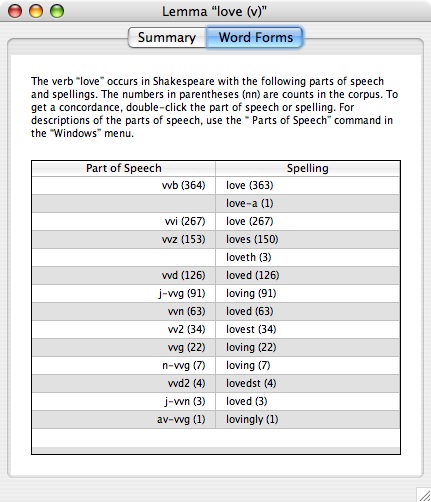 Lemma “love (v)”
Summary Word Forms
The verb “love” occurs in Shakespeare with the following parts of speech
and spellings. The numbers in parentheses (nn) are counts in the corpus. To
get a concordance, double-click the part of speech or spelling. For
descriptions of the parts of speech, use the “ Parts of Speech” command in
the “Windows” menu.
Part of Speech Spelling
vvb (364) love (363)
love-a (1)
vvi (267) love (267)
vvz (153) loves (150)
loveth (3)
vvd (126) loved (126)
j-vvg (91) loving (91)
vvn (63) loved (63)
vv2 (34) lovest (34)
vvg (22) loving (22)
n-vvg (7) loving (7)
vvd2 (4) lovedst (4)
j-vvn (3) loved (3)
av-vvg (1) lovingly (1)